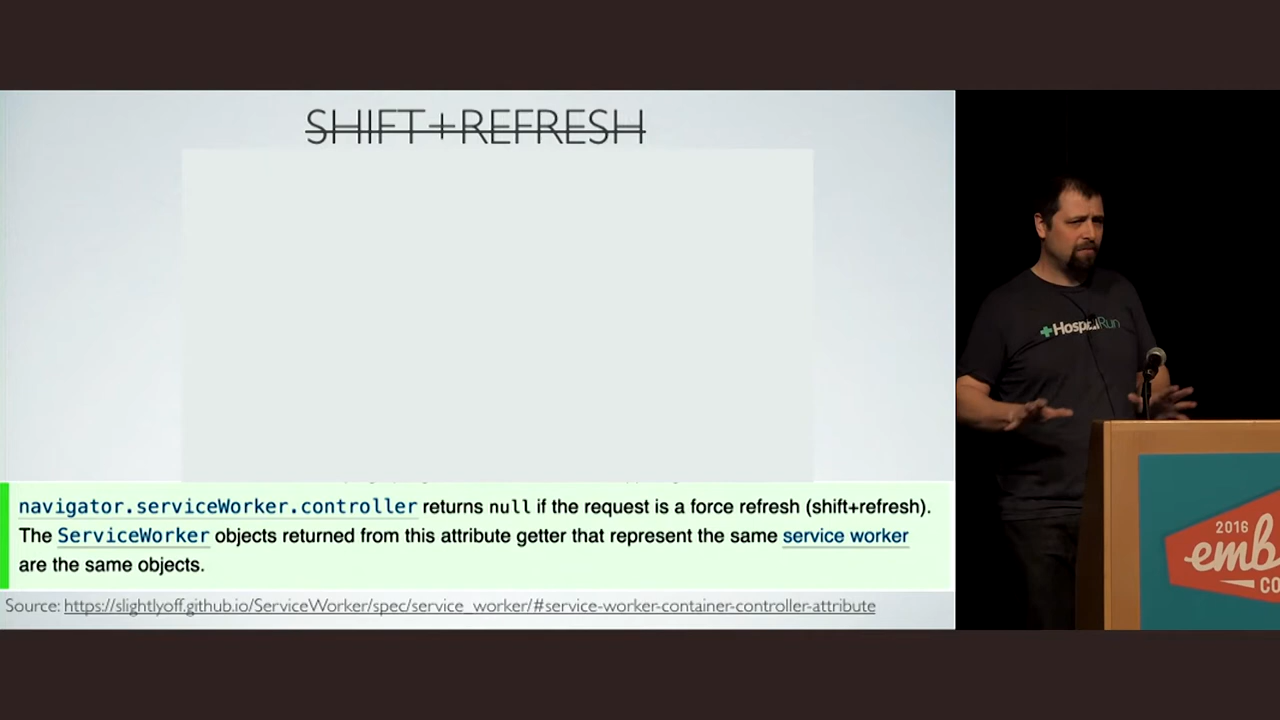 SHIFT+REFRESH
navigator.serviceWorker.controller returns null if the request is a force refresh (shift+refresh).
The ServiceWorker objects returned from this attribute getter that represent the same service worker
are the same objects.
Source: https://slightlyoff.github.io/ServiceWorker/spec/service_worker/#service-worker-container-controller-attribute
HospitalRun
2016
emb
CO